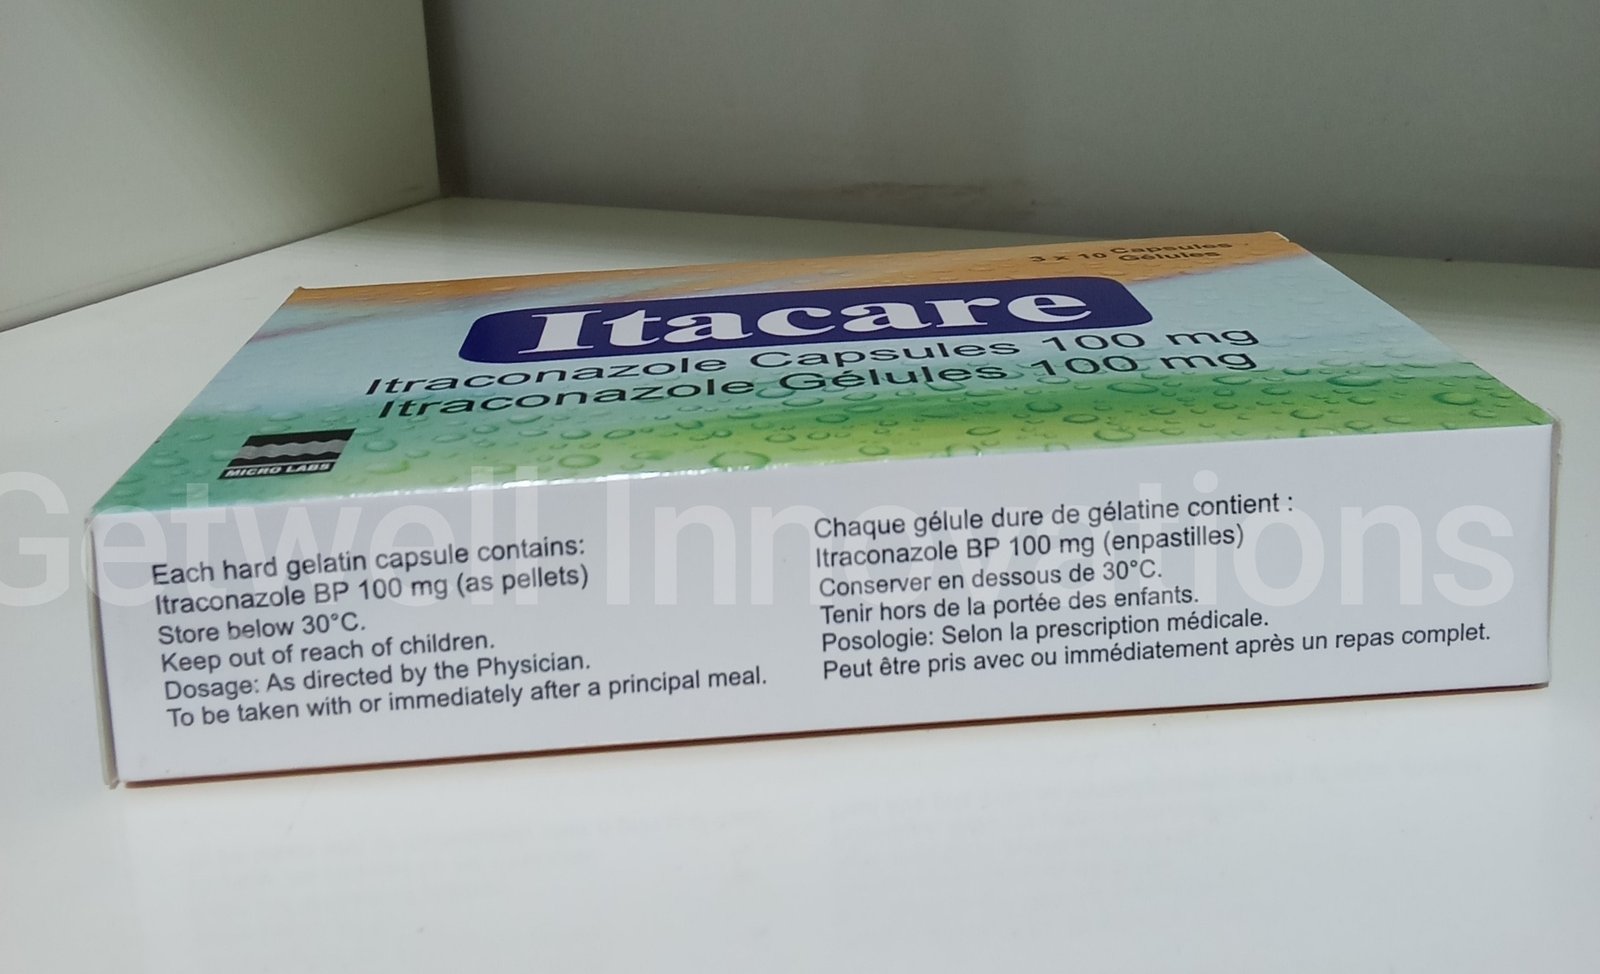 3 x 10 Capsules
Gélules
Itacare
Itraconazole Capsules 100 mg
Itraconazole Gélules 100 mg
MICRO LABS
Getwell Innovations
Each hard gelatin capsule contains:
Itraconazole BP 100 mg (as pellets)
Store below 30°C.
Keep out of reach of children.
Dosage: As directed by the Physician.
To be taken with or immediately after a principal meal.
Chaque gélule dure de gélatine contient :
Itraconazole BP 100 mg (enpastilles)
Conserver en dessous de 30°C.
Tenir hors de la portée des enfants.
Posologie: Selon la prescription médicale.
Peut être pris avec ou immédiatement après un repas complet.